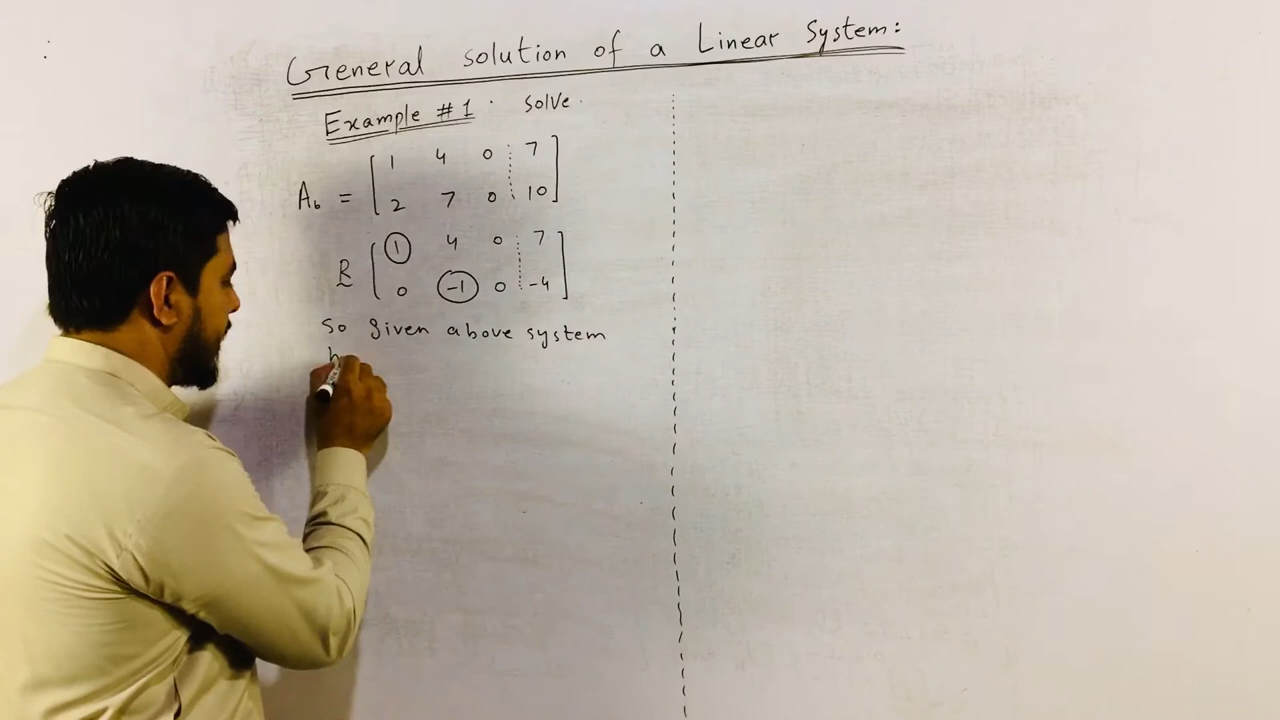 General solution of a Linear System:
Example #1. solve.
A_b = [ 1 4 0 : 7
2 7 0 : 10 ]
R [ 1 4 0 : 7
0 -1 0 : -4 ]
So given above system